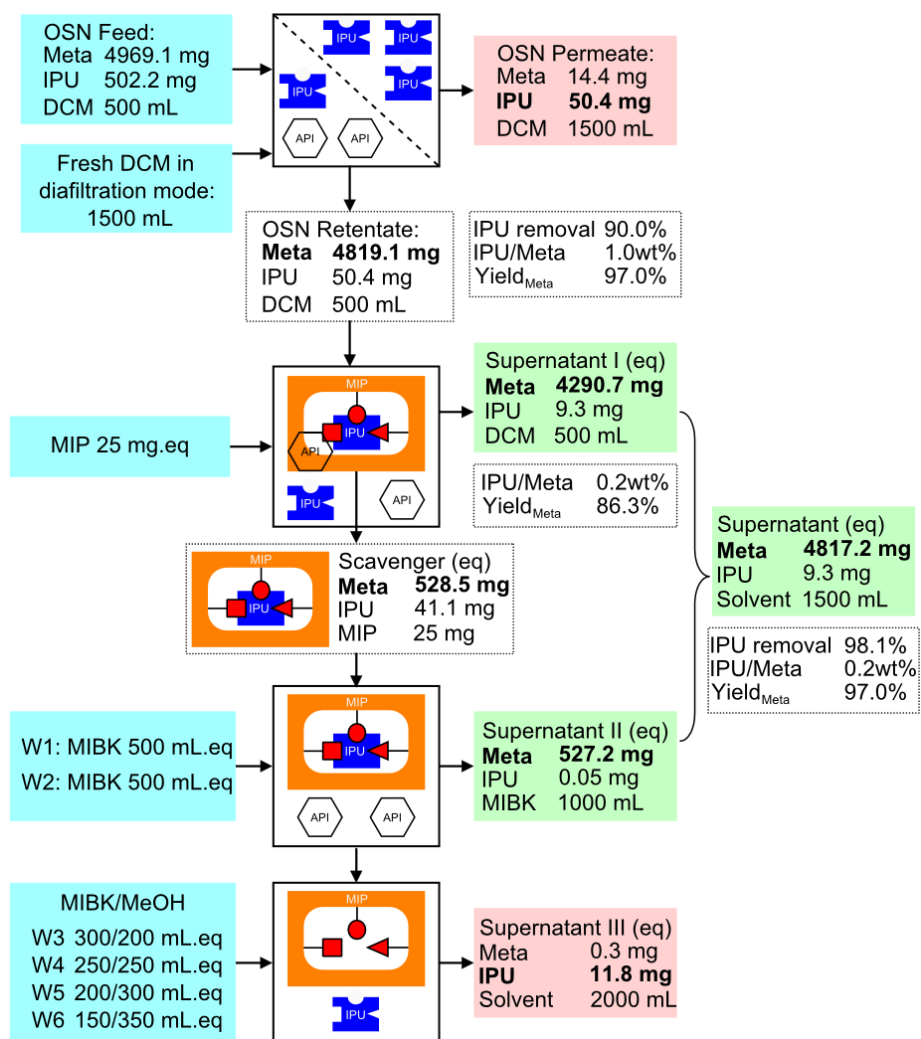 OSN Feed:
Meta 4969.1 mg
IPU 502.2 mg
DCM 500 mL
IPU
IPU
IPU
IPU
API
API
OSN Permeate:
Meta 14.4 mg
IPU 50.4 mg
DCM 1500 mL
Fresh DCM in
diafiltration mode:
1500 mL
OSN Retentate:
Meta 4819.1 mg
IPU 50.4 mg
DCM 500 mL
IPU removal 90.0%
IPU/Meta 1.0wt%
YieldMeta 97.0%
MIP 25 mg.eq
MIP
IPU
API
IPU
API
Supernatant I (eq)
Meta 4290.7 mg
IPU 9.3 mg
DCM 500 mL
IPU/Meta 0.2wt%
YieldMeta 86.3%
MIP
IPU
Scavenger (eq)
Meta 528.5 mg
IPU 41.1 mg
MIP 25 mg
Supernatant (eq)
Meta 4817.2 mg
IPU 9.3 mg
Solvent 1500 mL
IPU removal 98.1%
IPU/Meta 0.2wt%
YieldMeta 97.0%
W1: MIBK 500 mL.eq
W2: MIBK 500 mL.eq
MIP
IPU
API
API
Supernatant II (eq)
Meta 527.2 mg
IPU 0.05 mg
MIBK 1000 mL
MIBK/MeOH
W3 300/200 mL.eq
W4 250/250 mL.eq
W5 200/300 mL.eq
W6 150/350 mL.eq
MIP
IPU
Supernatant III (eq)
Meta 0.3 mg
IPU 11.8 mg
Solvent 2000 mL